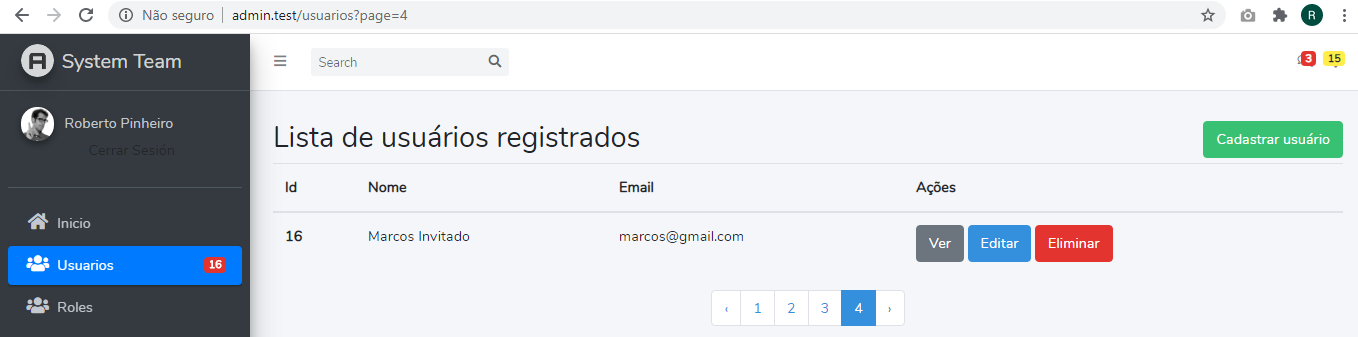 Não seguro | admin.test/usuarios?page=4 R
A System Team
Search 3 15
Roberto Pinheiro
Cerrar Sesión
Inicio
Usuarios 16
Roles
Lista de usuários registrados
Cadastrar usuário
Id Nome Email Ações
16 Marcos Invitado marcos@gmail.com Ver Editar Eliminar
‹ 1 2 3 4 ›